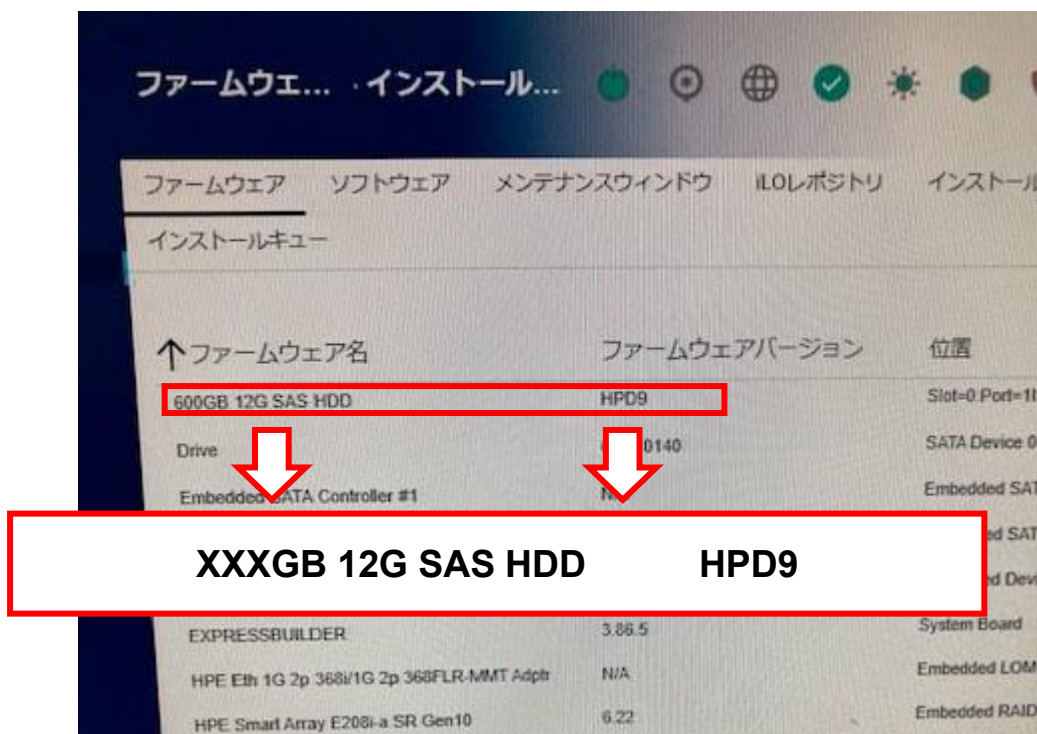 ファームウエ... · インストール...
ファームウェア ソフトウェア メンテナンスウィンドウ iLOレポジトリ インストール
インストールキュー
↑ファームウェア名 ファームウェアバージョン 位置
600GB 12G SAS HDD HPD9 Slot=0:Port=1I
Drive 0140 SATA Device 0
Embedded SATA Controller #1 Embedded SAT
XXXGB 12G SAS HDD HPD9
EXPRESSBUILDER 3.86.5 System Board
HPE Eth 1G 2p 368i/1G 2p 368FLR-MMT Adptr N/A Embedded LOM
HPE Smart Array E208i-a SR Gen10 6.22 Embedded RAID